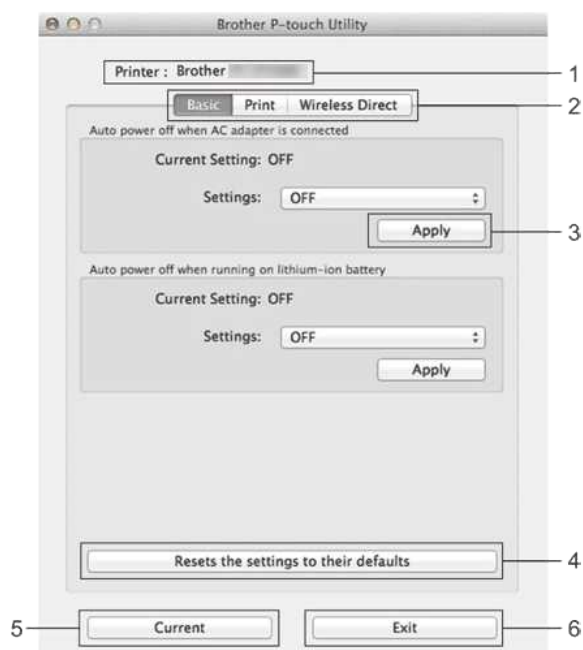 Brother P-touch Utility
Printer : Brother
1
Basic Print Wireless Direct
2
Auto power off when AC adapter is connected
Current Setting: OFF
Settings: OFF
Apply
3
Auto power off when running on lithium-ion battery
Current Setting: OFF
Settings: OFF
Apply
Resets the settings to their defaults
4
5
Current
Exit
6